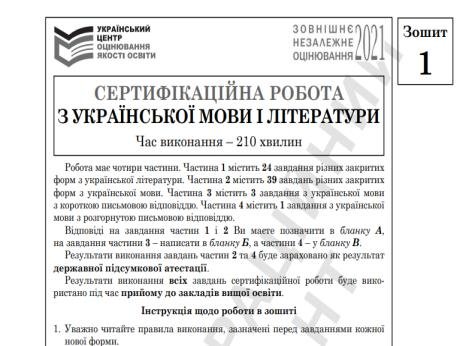 УКРАЇНСЬКИЙ
ЦЕНТР
ОЦІНЮВАННЯ
ЯКОСТІ ОСВІТИ
ЗОВНІШНЄ
НЕЗАЛЕЖНЕ
ОЦІНЮВАННЯ 2021
Зошит
1
СЕРТИФІКАЦІЙНА РОБОТА
З УКРАЇНСЬКОЇ МОВИ І ЛІТЕРАТУРИ
Час виконання – 210 хвилин
Робота має чотири частини. Частина 1 містить 24 завдання різних закритих
форм з української літератури. Частина 2 містить 39 завдань різних закритих
форм з української мови. Частина 3 містить 3 завдання з української мови
з короткою письмовою відповіддю. Частина 4 містить 1 завдання з української
мови з розгорнутою письмовою відповіддю.
Відповіді на завдання частин 1 і 2 Ви маєте позначити в бланку А,
на завдання частини 3 – написати в бланку Б, а частини 4 – у бланку В.
Результати виконання завдань частин 2 та 4 буде зараховано як результат
державної підсумкової атестації.
Результати виконання всіх завдань сертифікаційної роботи буде вико-
ристано під час прийому до закладів вищої освіти.
Інструкція щодо роботи в зошиті
1. Уважно читайте правила виконання, зазначені перед завданнями кожної
нової форми.